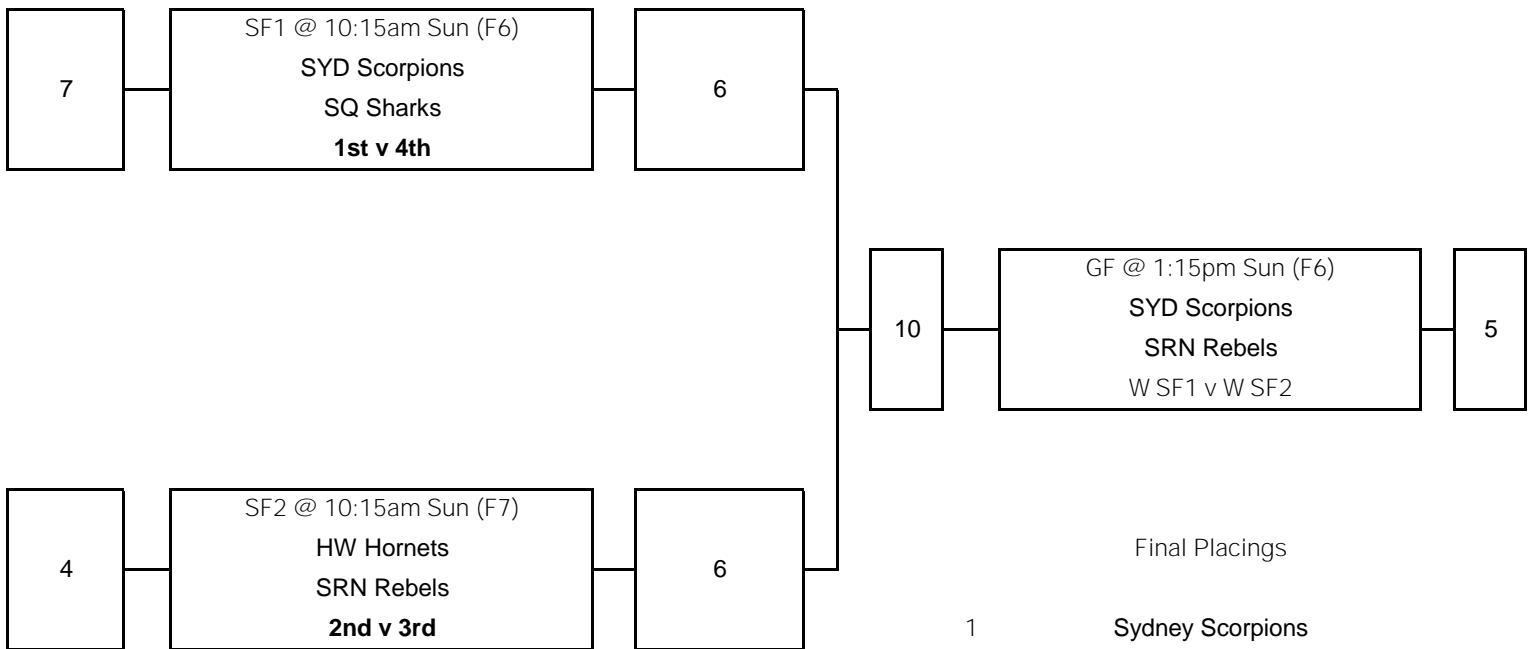 SF1 @ 10:15am Sun (F6)
SYD Scorpions
7
6
SQ Sharks
1st v 4th
GF @ 1:15pm Sun (F6)
SYD Scorpions
10
5
SRN Rebels
W SF1 v W SF2
SF2 @ 10:15am Sun (F7)
HW Hornets
4
6
SRN Rebels
2nd v 3rd
Final Placings
1 Sydney Scorpions